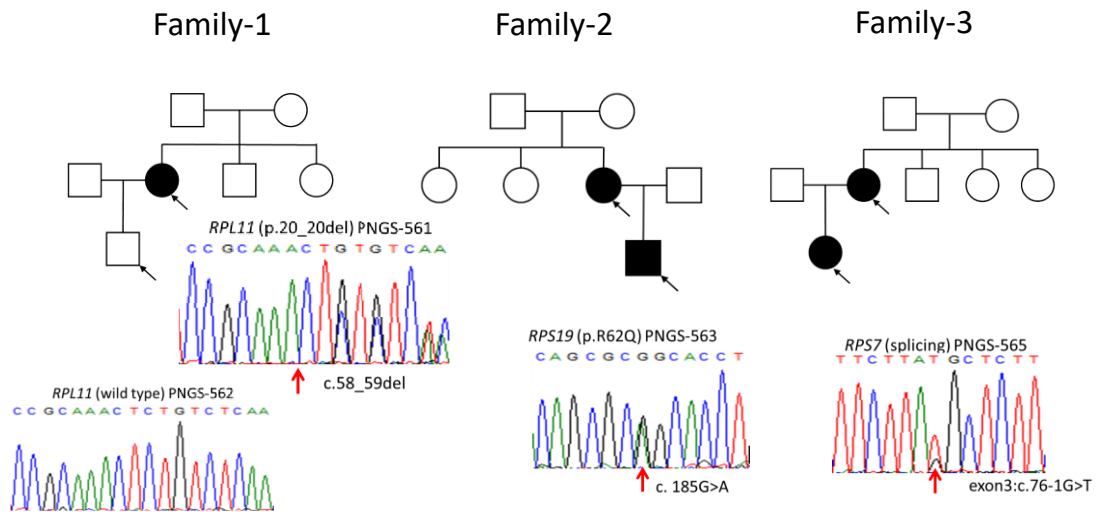 Family-1
Family-2
Family-3
RPL11 (p.20_20del) PNGS-561
C C G C A A A C T G T G T C A A
c.58_59del
RPL11 (wild type) PNGS-562
C C G C A A A C T C T G T C T C A A
RPS19 (p.R62Q) PNGS-563
C A G C G C G G C A C C T
c. 185G>A
RPS7 (splicing) PNGS-565
T T C T T A T G C T C T T
exon3:c.76-1G>T